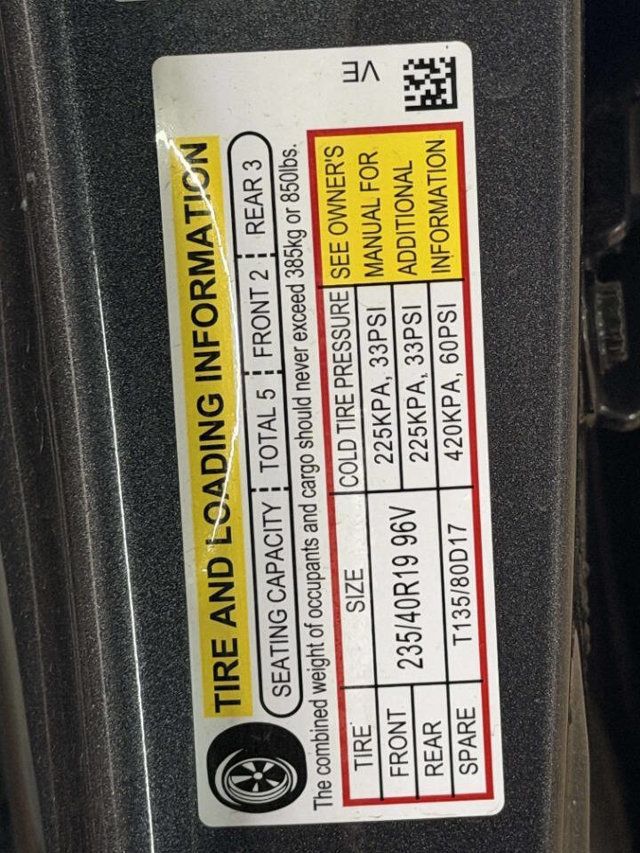 TIRE AND LOADING INFORMATION
SEATING CAPACITY TOTAL 5 FRONT 2 REAR 3
The combined weight of occupants and cargo should never exceed 385kg or 850lbs.
TIRE SIZE COLD TIRE PRESSURE SEE OWNER'S
FRONT 235/40R19 96V 225KPA, 33PSI MANUAL FOR
REAR 225KPA, 33PSI ADDITIONAL
SPARE T135/80D17 420KPA, 60PSI INFORMATION
VE